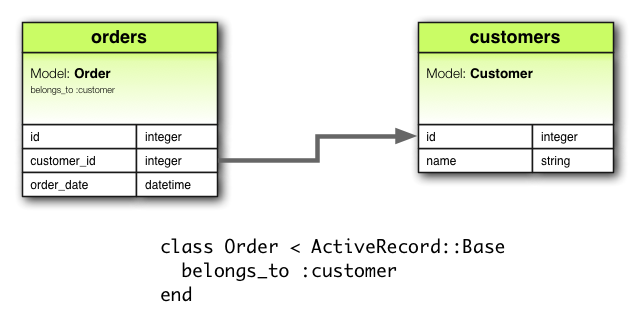 orders
Model: Order
belongs_to :customer
id integer
customer_id integer
order_date datetime
customers
Model: Customer
id integer
name string
class Order < ActiveRecord::Base
  belongs_to :customer
end